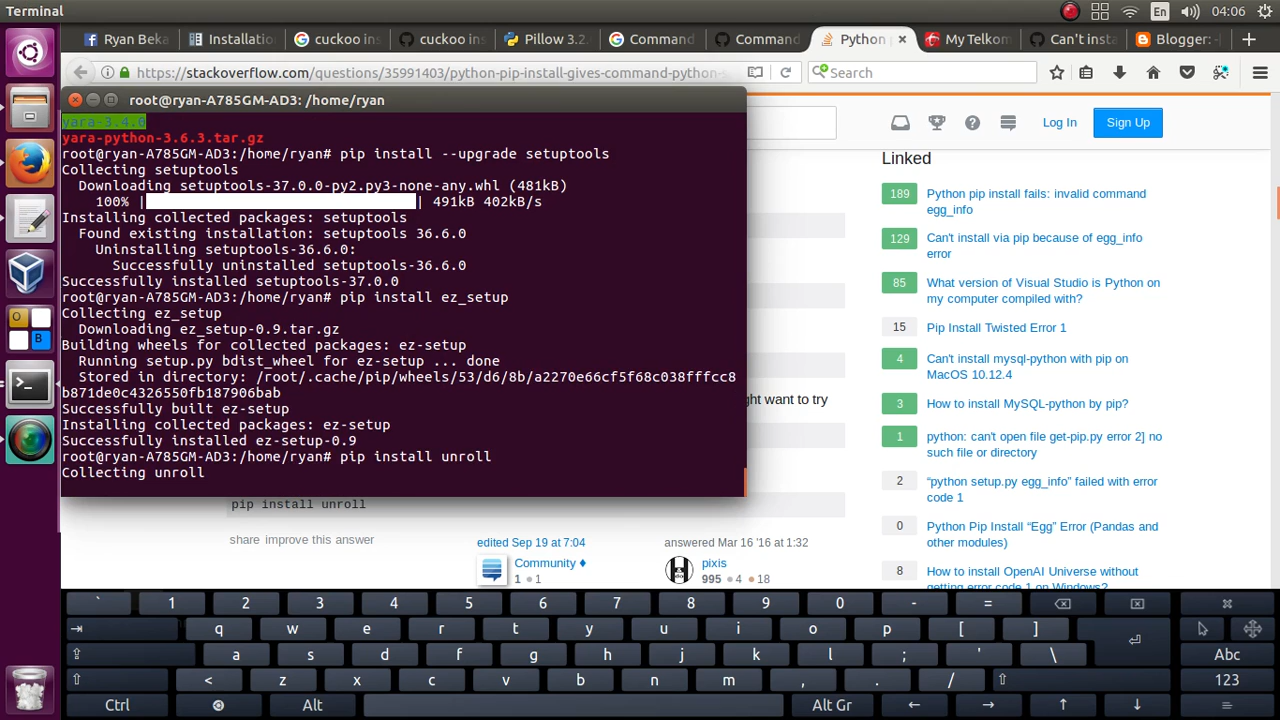 Terminal
En
04:06
Ryan Beka
Installatio
cuckoo ins
cuckoo ins
Pillow 3.2.
Command
Command
Python
My Telkom
Can't insta
Blogger: -
https://stackoverflow.com/questions/35991403/python-pip-install-gives-command-python-s
Search
root@ryan-A785GM-AD3: /home/ryan
yara-3.4.0
yara-python-3.6.3.tar.gz
root@ryan-A785GM-AD3:/home/ryan# pip install --upgrade setuptools
Collecting setuptools
Downloading setuptools-37.0.0-py2.py3-none-any.whl (481kB)
100% | | 491kB 402kB/s
Installing collected packages: setuptools
Found existing installation: setuptools 36.6.0
Uninstalling setuptools-36.6.0:
Successfully uninstalled setuptools-36.6.0
Successfully installed setuptools-37.0.0
root@ryan-A785GM-AD3:/home/ryan# pip install ez_setup
Collecting ez_setup
Downloading ez_setup-0.9.tar.gz
Building wheels for collected packages: ez-setup
Running setup.py bdist_wheel for ez-setup ... done
Stored in directory: /root/.cache/pip/wheels/53/d6/8b/a2270e66cf5f68c038fffcc8
b871de0c4326550fb187906bab
Successfully built ez-setup
Installing collected packages: ez-setup
Successfully installed ez-setup-0.9
root@ryan-A785GM-AD3:/home/ryan# pip install unroll
Collecting unroll
ght want to try
pip install unroll
share improve this answer
edited Sep 19 at 7:04
Community ♦
1 1
answered Mar 16 '16 at 1:32
pixis
995 4 18
Log In
Sign Up
Linked
189 Python pip install fails: invalid command
egg_info
129 Can't install via pip because of egg_info
error
85 What version of Visual Studio is Python on
my computer compiled with?
15 Pip Install Twisted Error 1
4 Can't install mysql-python with pip on
MacOS 10.12.4
3 How to install MySQL-python by pip?
1 python: can't open file get-pip.py error 2] no
such file or directory
2 “python setup.py egg_info” failed with error
code 1
0 Python Pip Install “Egg” Error (Pandas and
other modules)
8 How to install OpenAI Universe without
getting error code 1 on Windows?
O
B
` 1 2 3 4 5 6 7 8 9 0 - =
q w e r t y u i o p [ ]
a s d f g h j k l ; ' \ Abc
< z x c v b n m , . / 123
Ctrl Alt Alt Gr